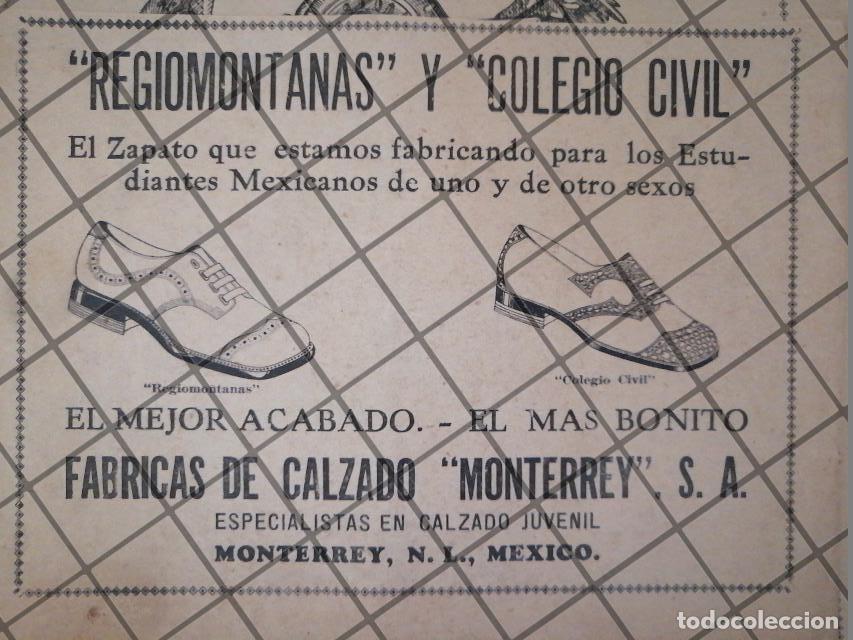 "REGIOMONTANAS" Y "COLEGIO CIVIL"
El Zapato que estamos fabricando para los Estu-
diantes Mexicanos de uno y de otro sexos
"Regiomontanas"
"Colegio Civil"
EL MEJOR ACABADO. - EL MAS BONITO
FABRICAS DE CALZADO "MONTERREY", S. A.
ESPECIALISTAS EN CALZADO JUVENIL
MONTERREY, N. L., MEXICO.
todocoleccion